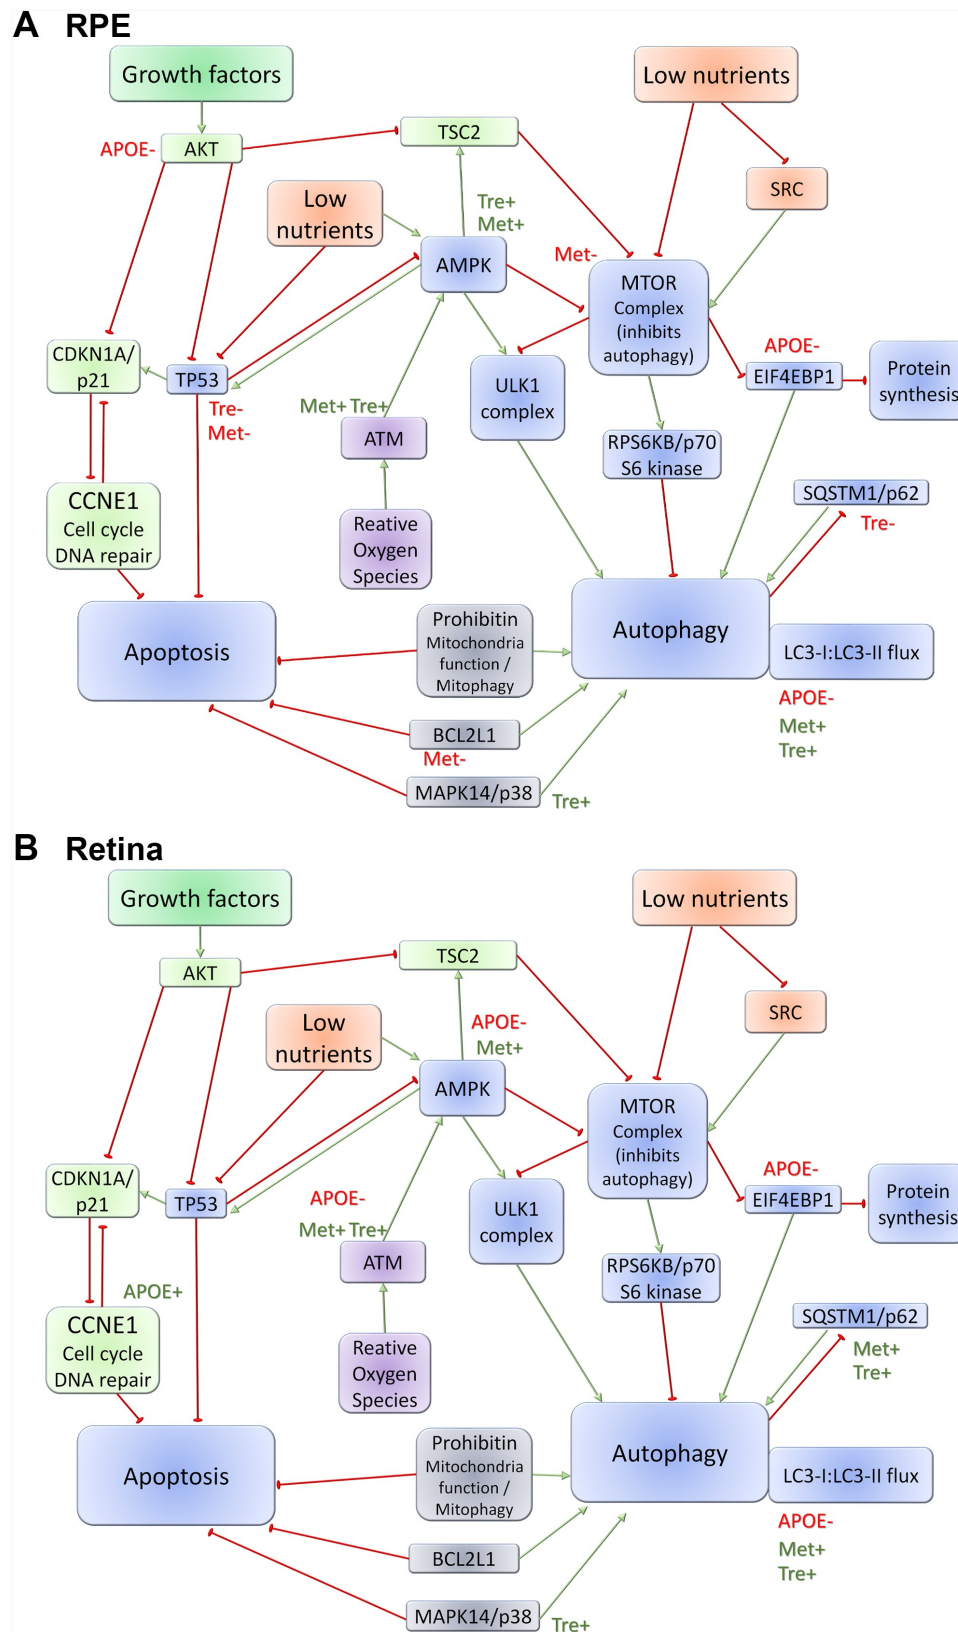 A RPE
Growth factors
Low nutrients
APOE-
AKT
TSC2
SRC
Low
nutrients
Tre+
Met+
AMPK
Met-
MTOR
Complex
(inhibits
autophagy)
CDKN1A/
p21
TP53
Tre-
Met-
Met+ Tre+
ATM
ULK1
complex
APOE-
EIF4EBP1
Protein
synthesis
RPS6KB/p70
S6 kinase
CCNE1
Cell cycle
DNA repair
Reative
Oxygen
Species
SQSTM1/p62
Tre-
Apoptosis
Prohibitin
Mitochondria
function /
Mitophagy
Autophagy
LC3-I:LC3-II flux
APOE-
Met+
Tre+
BCL2L1
Met-
MAPK14/p38
Tre+
B Retina
Growth factors
Low nutrients
AKT
TSC2
SRC
Low
nutrients
APOE-
Met+
AMPK
MTOR
Complex
(inhibits
autophagy)
CDKN1A/
p21
TP53
APOE-
Met+ Tre+
ATM
ULK1
complex
APOE-
EIF4EBP1
Protein
synthesis
RPS6KB/p70
S6 kinase
APOE+
CCNE1
Cell cycle
DNA repair
Reative
Oxygen
Species
SQSTM1/p62
Met+
Tre+
Apoptosis
Prohibitin
Mitochondria
function /
Mitophagy
Autophagy
LC3-I:LC3-II flux
APOE-
Met+
Tre+
BCL2L1
MAPK14/p38
Tre+